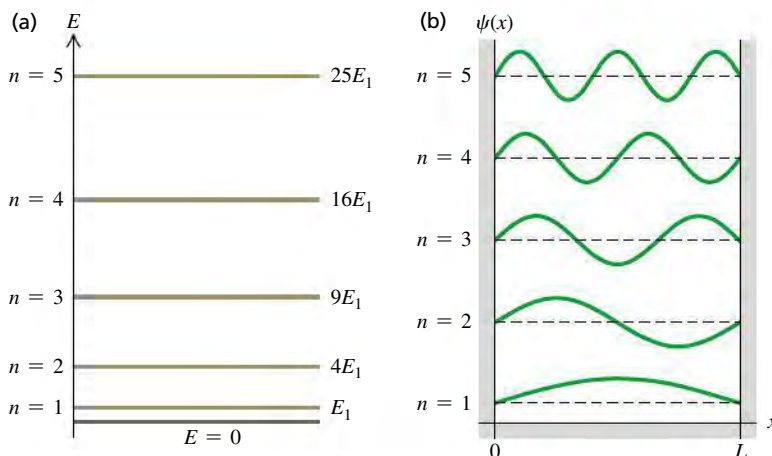 (a)
E
n = 5 25E₁
n = 4 16E₁
n = 3 9E₁
n = 2 4E₁
n = 1 E₁
E = 0
(b)
ψ(x)
n = 5
n = 4
n = 3
n = 2
n = 1
x
0 L